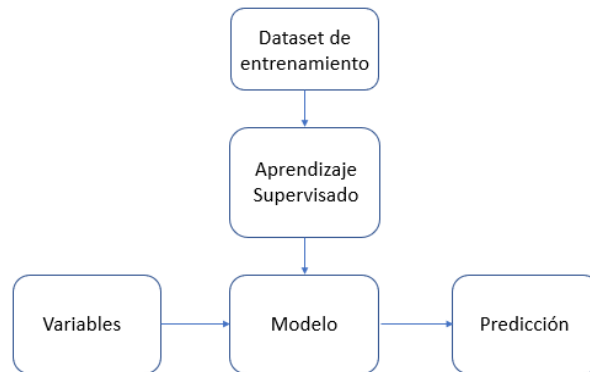 Dataset de
entrenamiento
Aprendizaje
Supervisado
Variables
Modelo
Predicción